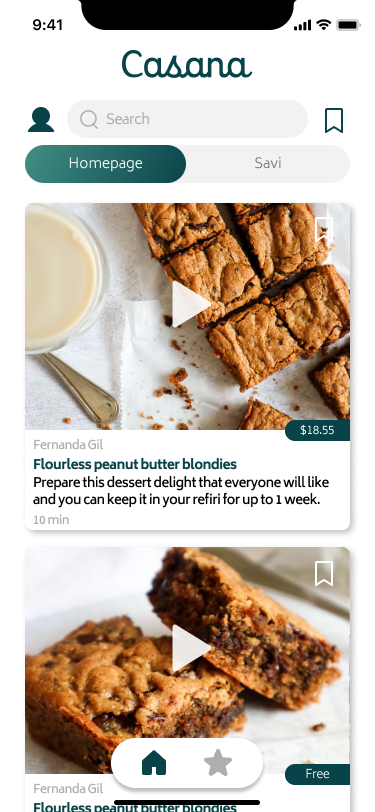 9:41
Casana
Search
Homepage
Savi
$18.55
Fernanda Gil
Flourless peanut butter blondies
Prepare this dessert delight that everyone will like
and you can keep it in your refiri for up to 1 week.
10 min
Free
Fernanda Gil
Flourless peanut butter blondies